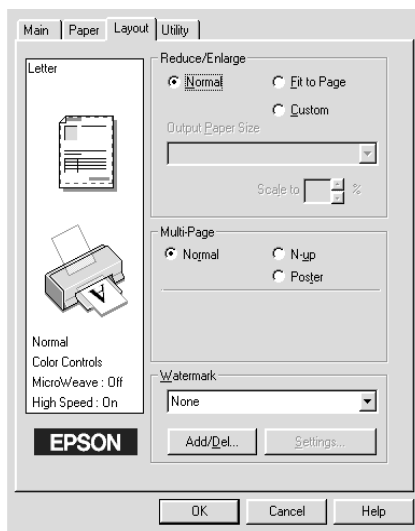 Main Paper Layout Utility
Letter
Normal
Color Controls
MicroWeave : Off
High Speed : On
EPSON
Reduce/Enlarge
Normal Fit to Page
Custom
Output Paper Size
Scale to %
Multi-Page
Normal N-up
Poster
Watermark
None
Add/Del... Settings...
OK Cancel Help